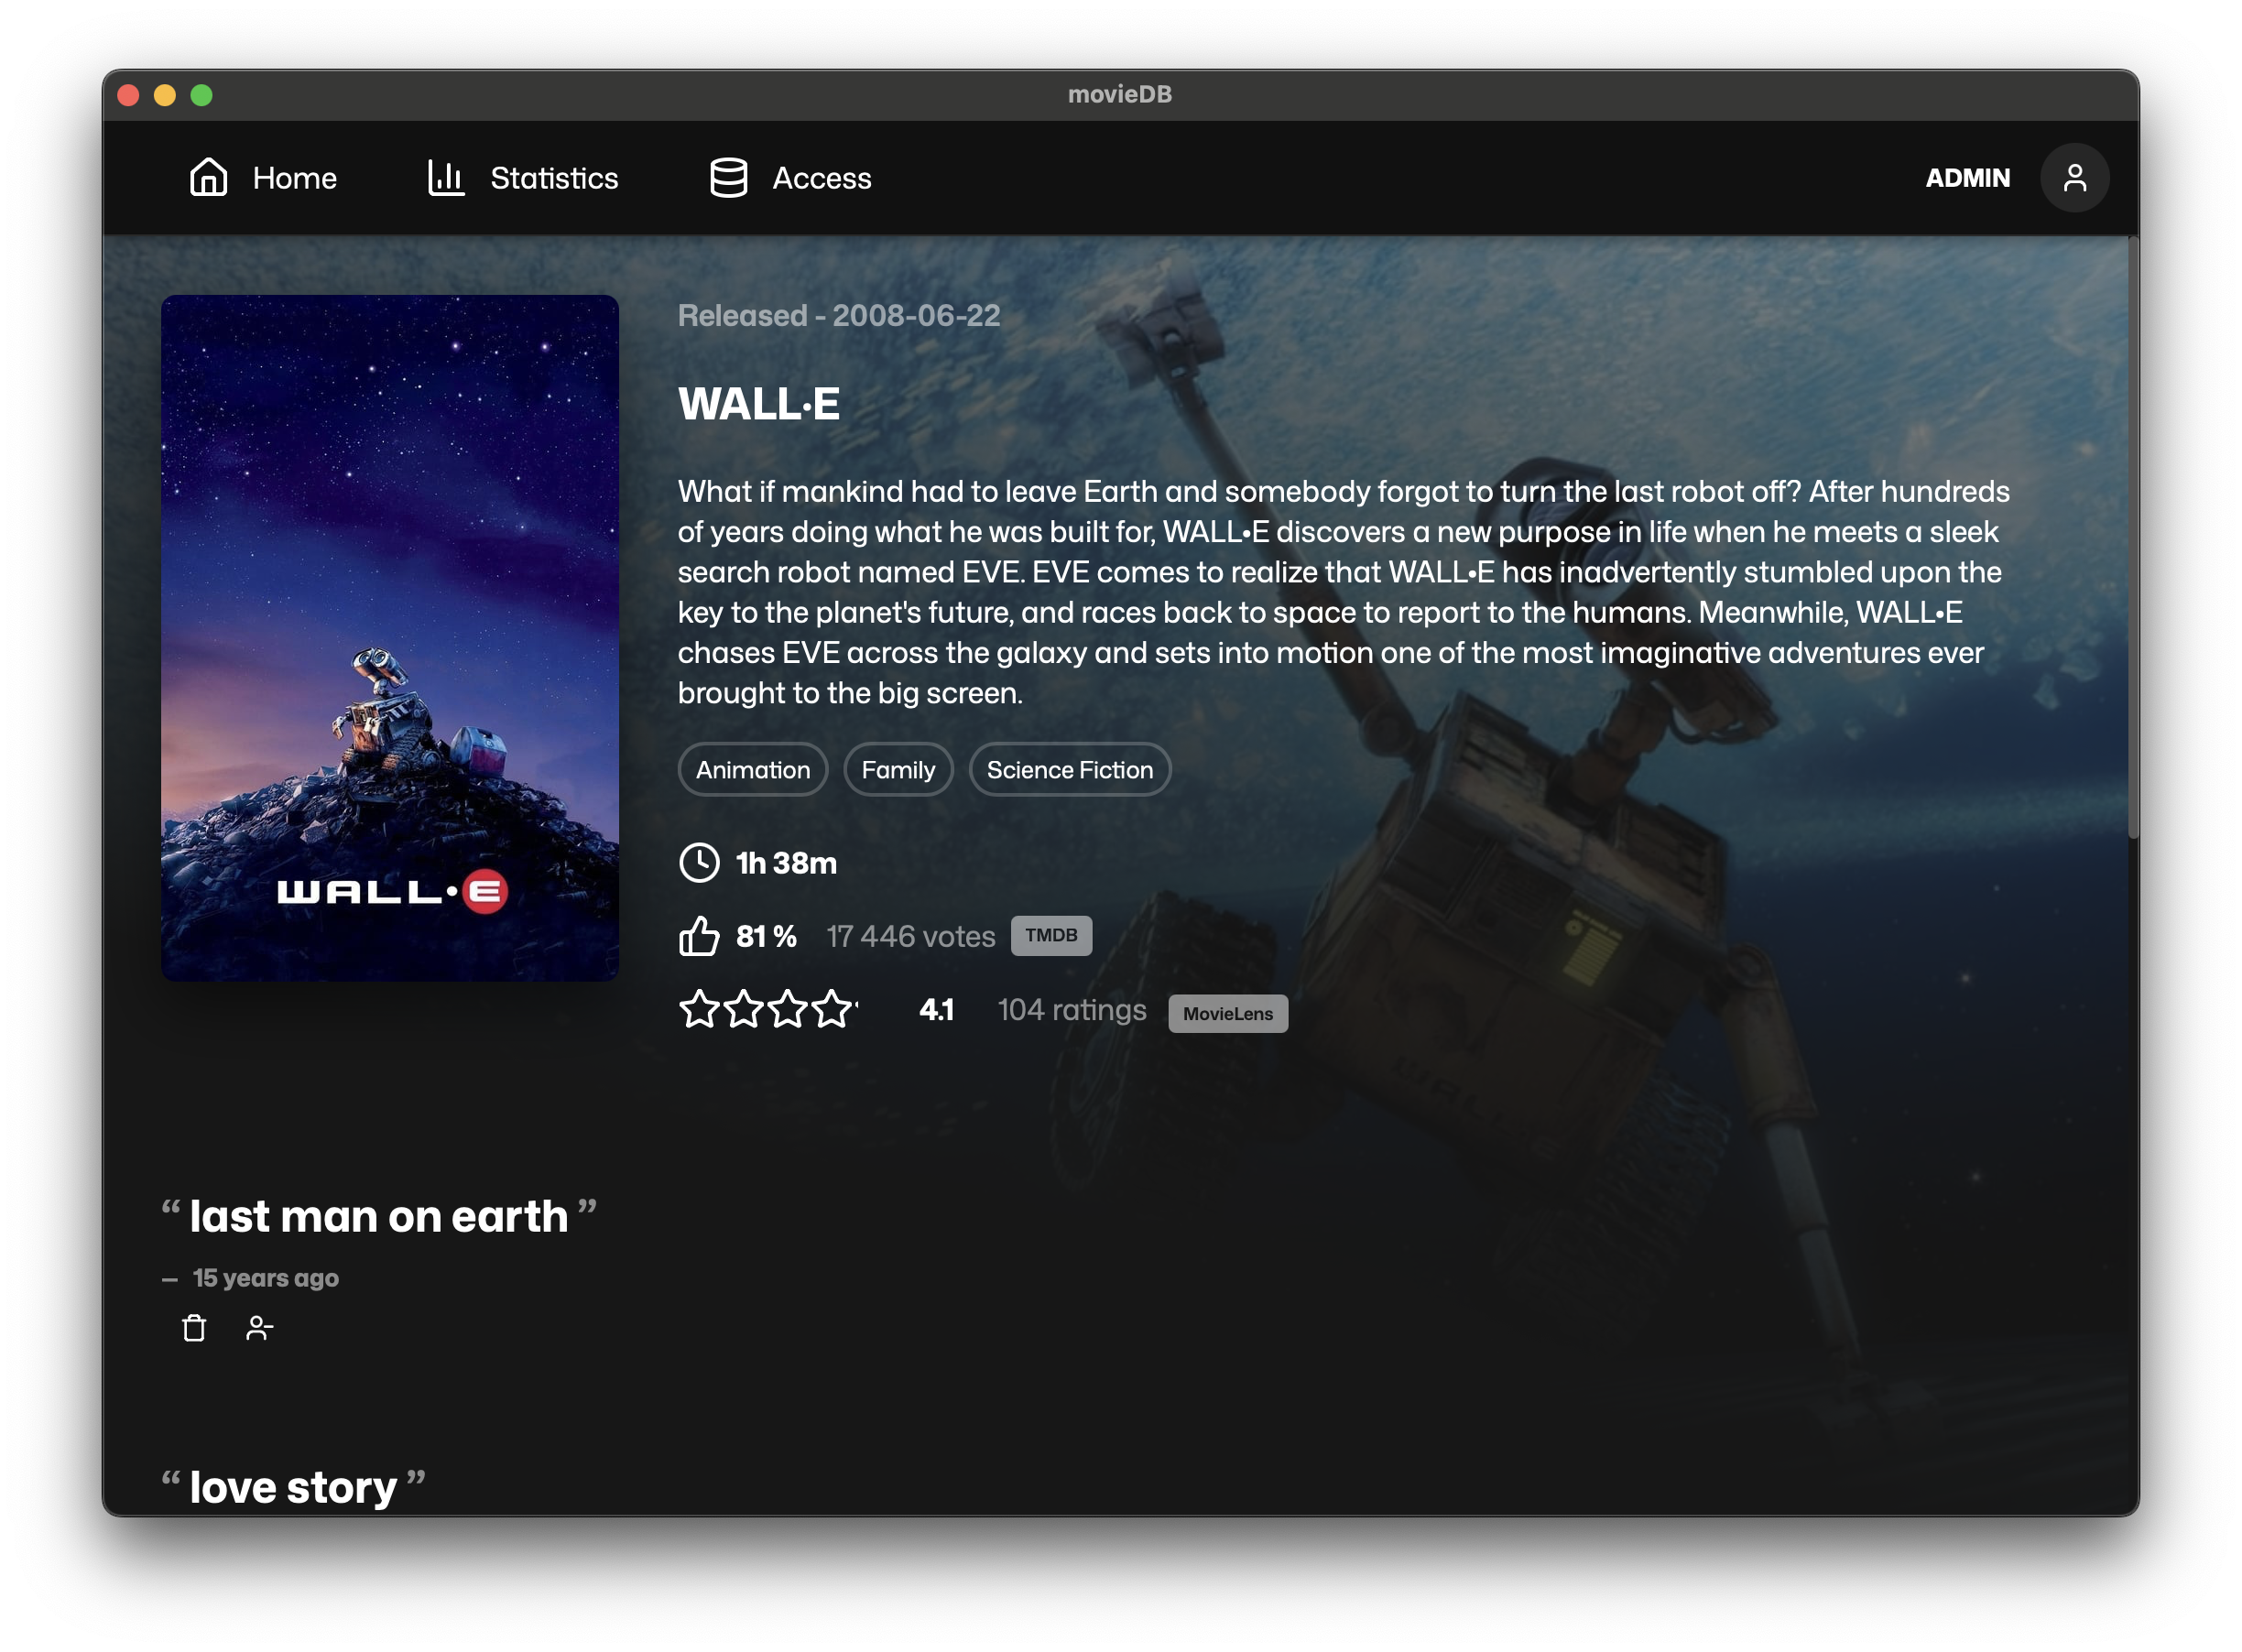 movieDB
Home
Statistics
Access
ADMIN
Released - 2008-06-22
WALL•E
What if mankind had to leave Earth and somebody forgot to turn the last robot off? After hundreds
of years doing what he was built for, WALL•E discovers a new purpose in life when he meets a sleek
search robot named EVE. EVE comes to realize that WALL•E has inadvertently stumbled upon the
key to the planet's future, and races back to space to report to the humans. Meanwhile, WALL•E
chases EVE across the galaxy and sets into motion one of the most imaginative adventures ever
brought to the big screen.
Animation
Family
Science Fiction
1h 38m
81 % 17 446 votes TMDB
4.1 104 ratings MovieLens
WALL•E
WALL•E
“ last man on earth ”
– 15 years ago
“ love story ”